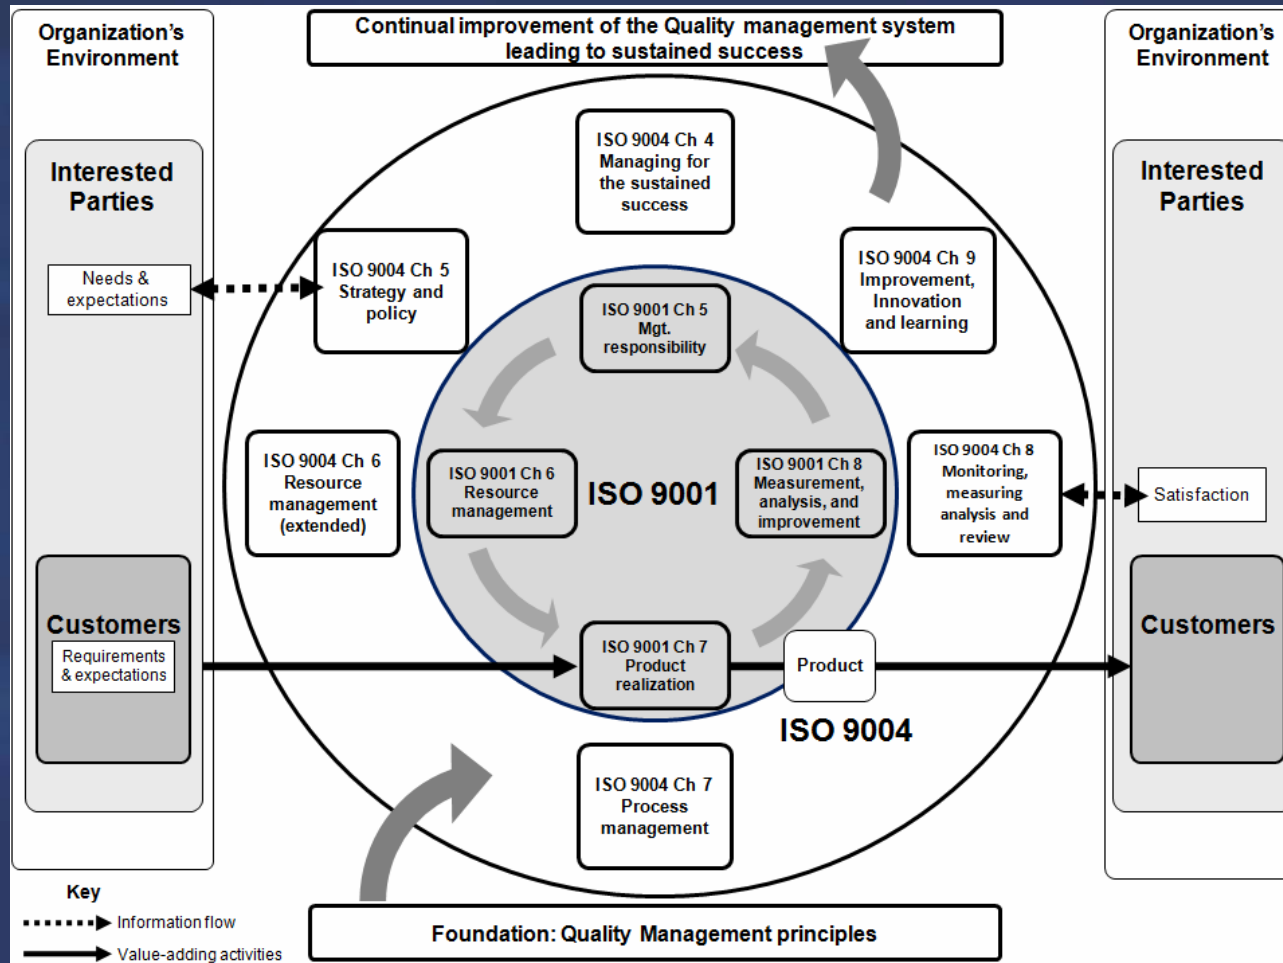 Continual improvement of the Quality management system
leading to sustained success
Organization's
Environment
Interested
Parties
Needs &
expectations
Customers
Requirements
& expectations
ISO 9004 Ch 4
Managing for
the sustained
success
ISO 9004 Ch 5
Strategy and
policy
ISO 9004 Ch 9
Improvement,
Innovation
and learning
ISO 9001 Ch 5
Mgt.
responsibility
ISO 9004 Ch 6
Resource
management
(extended)
ISO 9001 Ch 6
Resource
management
ISO 9001
ISO 9001 Ch 8
Measurement,
analysis, and
improvement
ISO 9004 Ch 8
Monitoring,
measuring
analysis and
review
ISO 9001 Ch 7
Product
realization
Product
ISO 9004
ISO 9004 Ch 7
Process
management
Organization's
Environment
Interested
Parties
Satisfaction
Customers
Key
Information flow
Value-adding activities
Foundation: Quality Management principles